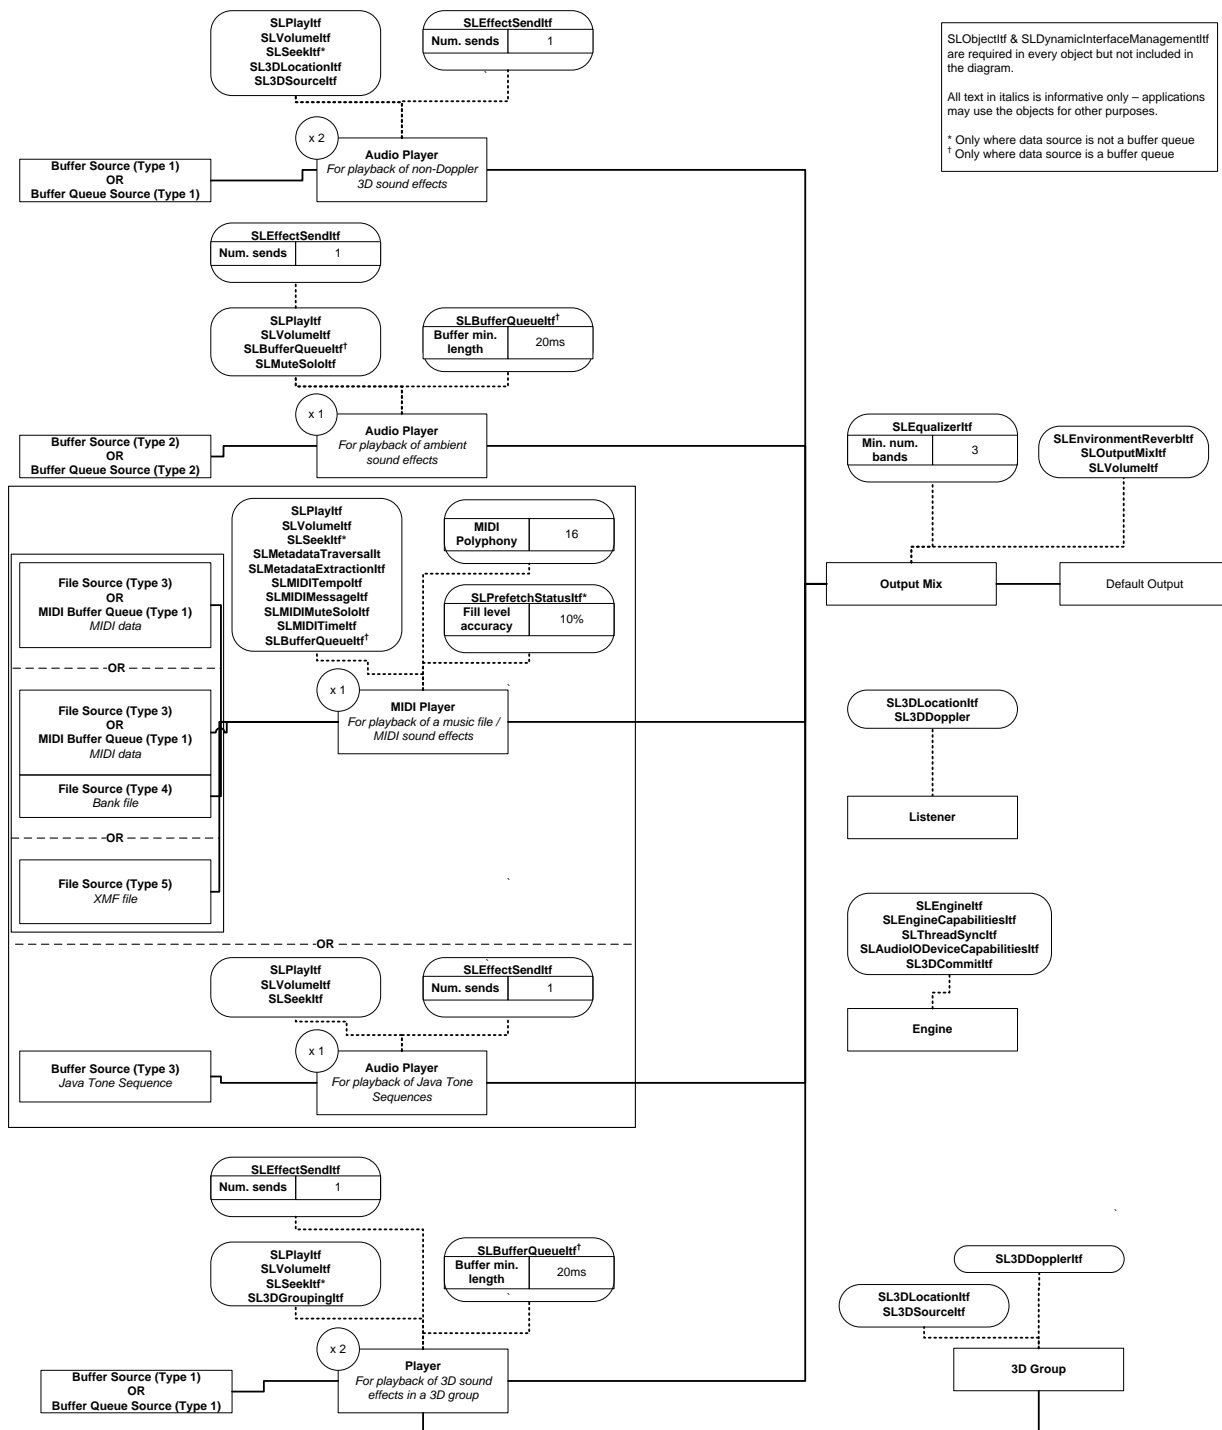 SLPlayItf
SLVolumeItf
SLSeekItf*
SL3DLocationItf
SL3DSourceItf
SLEffectSendItf
Num. sends 1
SLObjectItf & SLDynamicInterfaceManagementItf
are required in every object but not included in
the diagram.
All text in italics is informative only – applications
may use the objects for other purposes.
* Only where data source is not a buffer queue
† Only where data source is a buffer queue
x 2
Audio Player
For playback of non-Doppler
3D sound effects
Buffer Source (Type 1)
OR
Buffer Queue Source (Type 1)
SLEffectSendItf
Num. sends 1
SLPlayItf
SLVolumeItf
SLBufferQueueItf†
SLMuteSoloItf
SLBufferQueueItf†
Buffer min.
length
20ms
x 1
Audio Player
For playback of ambient
sound effects
Buffer Source (Type 2)
OR
Buffer Queue Source (Type 2)
SLEqualizerItf
Min. num.
bands
3
SLEnvironmentReverbItf
SLOutputMixItf
SLVolumeItf
Output Mix
Default Output
SLPlayItf
SLVolumeItf
SLSeekItf*
SLMetadataTraversalIt
SLMetadataExtractionItf
SLMIDITempoItf
SLMIDIMessageItf
SLMIDIMuteSoloItf
SLMIDITimeItf
SLBufferQueueItf†
MIDI
Polyphony
16
SLPrefetchStatusItf*
Fill level
accuracy
10%
File Source (Type 3)
OR
MIDI Buffer Queue (Type 1)
MIDI data
OR
File Source (Type 3)
OR
MIDI Buffer Queue (Type 1)
MIDI data
File Source (Type 4)
Bank file
OR
File Source (Type 5)
XMF file
x 1
MIDI Player
For playback of a music file /
MIDI sound effects
SL3DLocationItf
SL3DDoppler
Listener
SLEngineItf
SLEngineCapabilitiesItf
SLThreadSyncItf
SLAudioIODeviceCapabilitiesItf
SL3DCommitItf
Engine
OR
SLPlayItf
SLVolumeItf
SLSeekItf
SLEffectSendItf
Num. sends 1
x 1
Audio Player
For playback of Java Tone
Sequences
Buffer Source (Type 3)
Java Tone Sequence
SLEffectSendItf
Num. sends 1
SLPlayItf
SLVolumeItf
SLSeekItf*
SL3DGroupingItf
SLBufferQueueItf†
Buffer min.
length
20ms
x 2
Player
For playback of 3D sound
effects in a 3D group
Buffer Source (Type 1)
OR
Buffer Queue Source (Type 1)
SL3DDopplerItf
SL3DLocationItf
SL3DSourceItf
3D Group